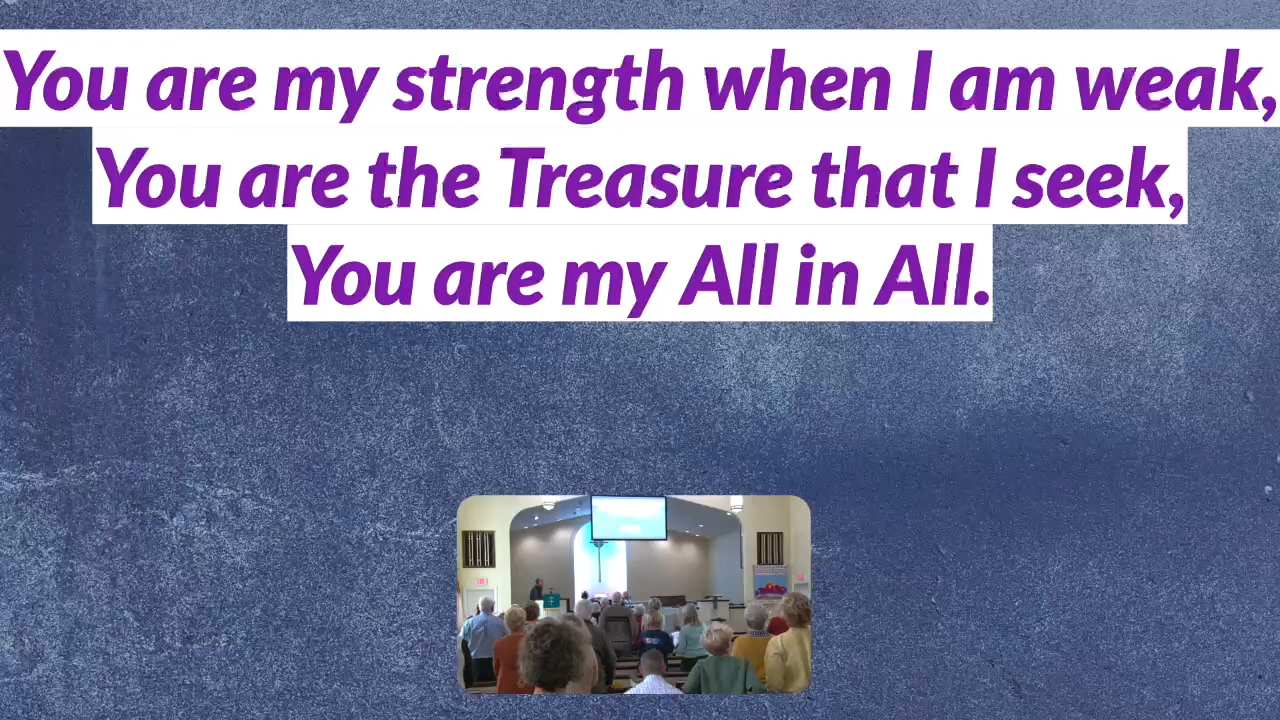 You are my strength when I am weak,
You are the Treasure that I seek,
You are my All in All.